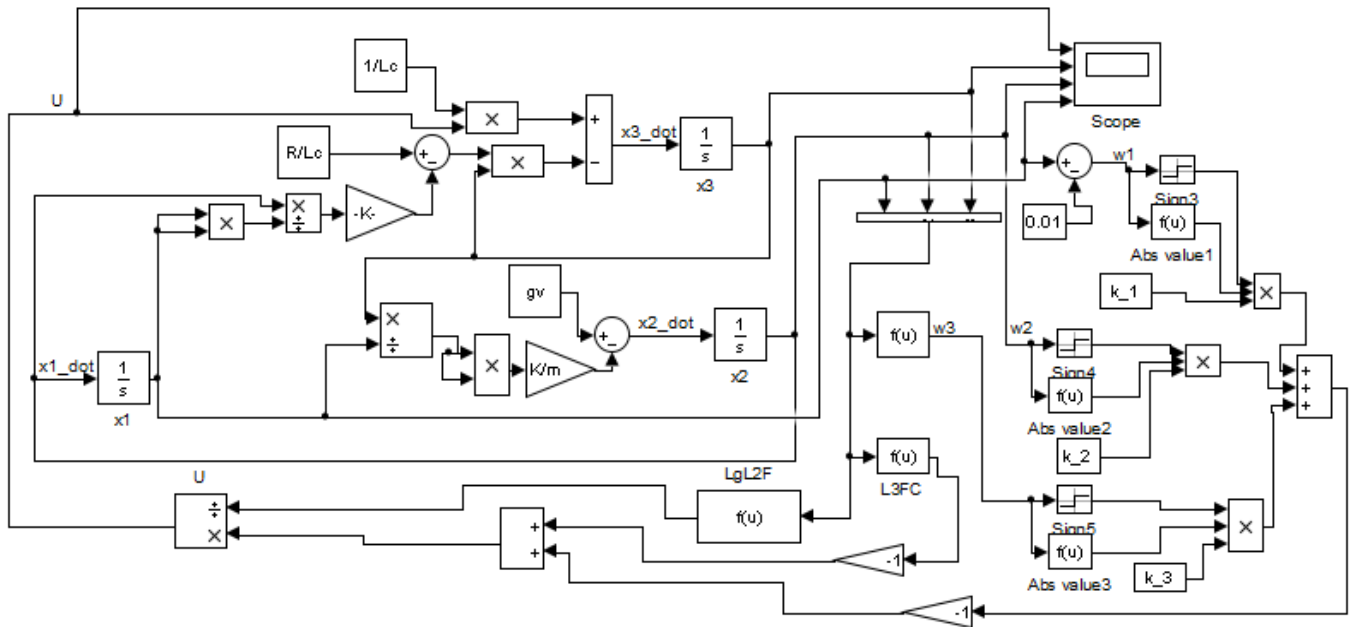 1/Lc
U
Scope
x3_dot
1
s
x3
w1
R/Lc
Sign3
-K-
0.01
f(u)
Abs value1
gv
k_1
x2_dot
1
s
x2
f(u)
w3
w2
x1_dot
1
s
x1
K/m
Sign4
f(u)
Abs value2
k_2
U
LgL2F
f(u)
L3FC
f(u)
Sign5
f(u)
Abs value3
k_3
-1
-1